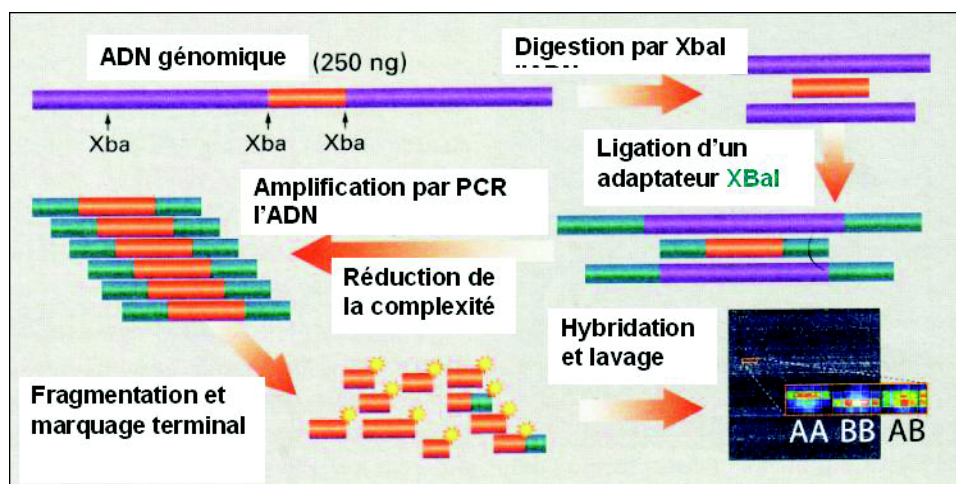 ADN génomique (250 ng)
Digestion par XbaI
l'ADN
Xba Xba Xba
Ligation d'un
adaptateur XBaI
Amplification par PCR
l'ADN
Réduction de
la complexité
Hybridation
et lavage
Fragmentation et
marquage terminal
AA BB AB